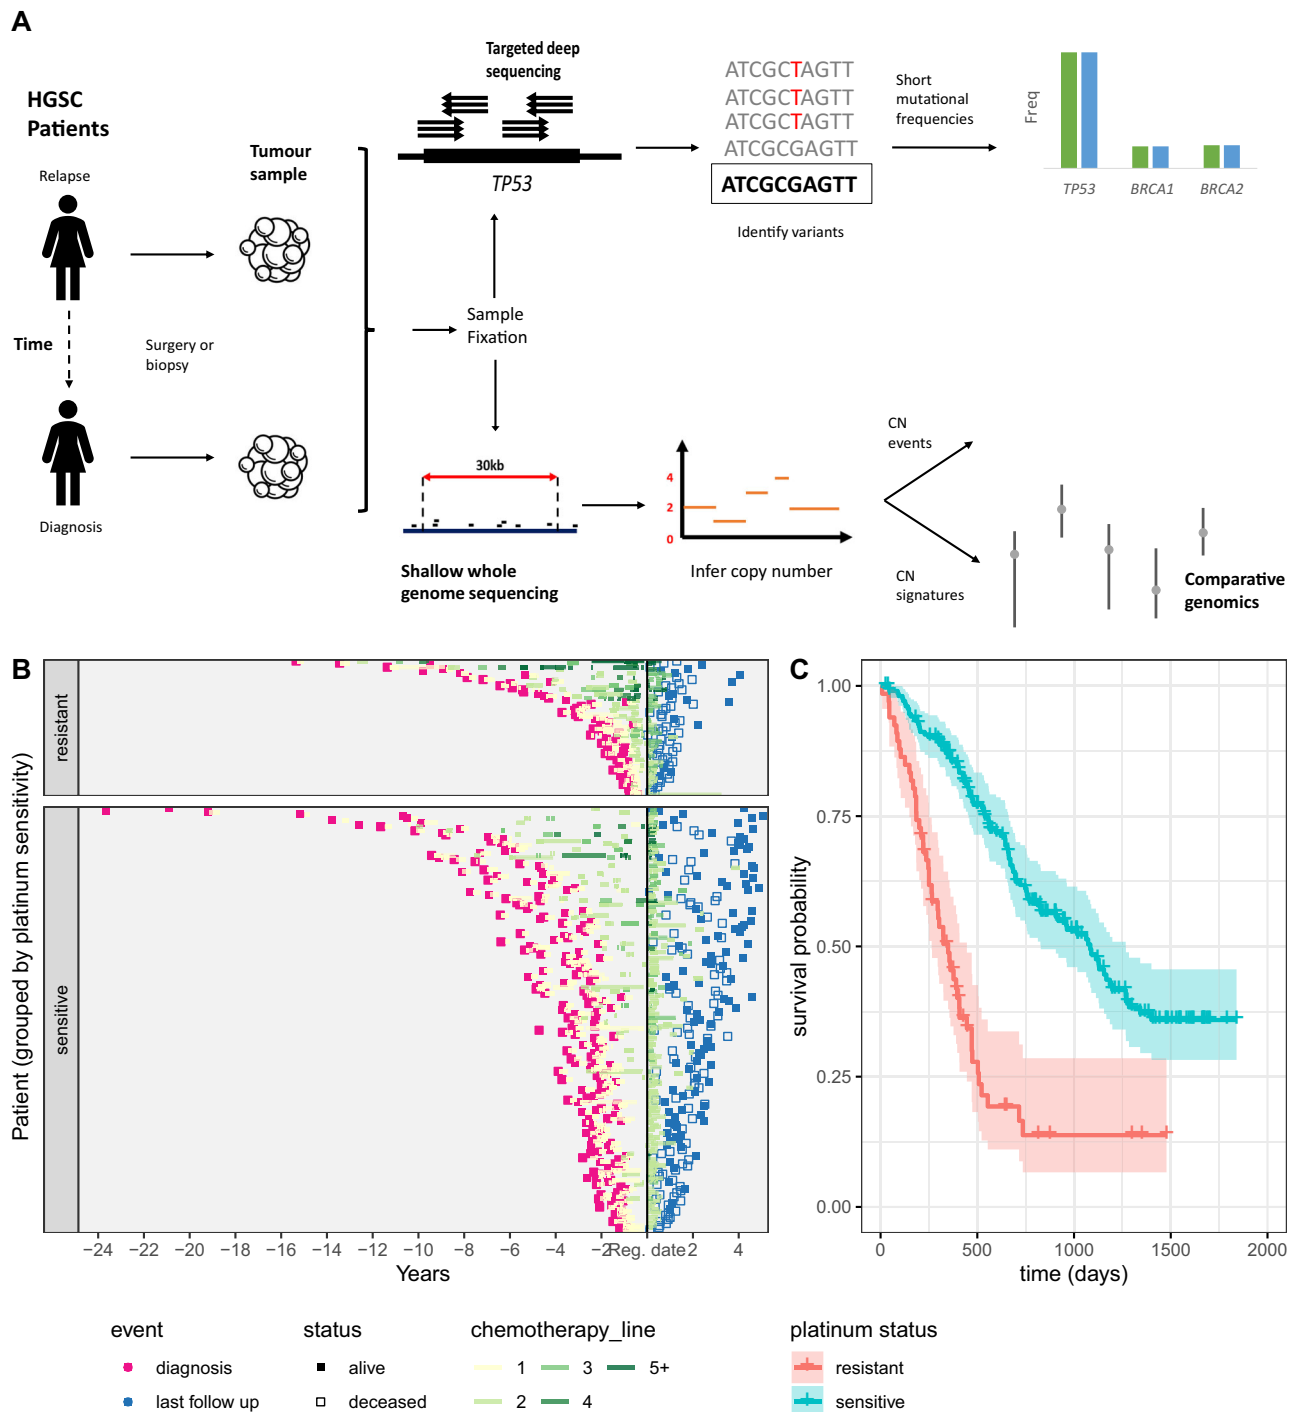 A
HGSC
Patients
Relapse
Time
Diagnosis
Surgery or
biopsy
Tumour
sample
Targeted deep
sequencing
TP53
Sample
Fixation
30kb
Shallow whole
genome sequencing
ATCGCTAGTT
ATCGCTAGTT
ATCGCTAGTT
ATCGCGAGTT
ATCGCGAGTT
Identify variants
Short
mutational
frequencies
Freq
TP53 BRCA1 BRCA2
4
2
0
Infer copy number
CN
events
CN
signatures
Comparative
genomics
B
Patient (grouped by platinum sensitivity)
resistant
sensitive
−24 −22 −20 −18 −16 −14 −12 −10 −8 −6 −4 −2 Reg. date 2 4
Years
event
diagnosis
last follow up
status
alive
deceased
chemotherapy_line
1 3 5+
2 4
C
survival probability
1.00
0.75
0.50
0.25
0.00
0 500 1000 1500 2000
time (days)
platinum status
resistant
sensitive